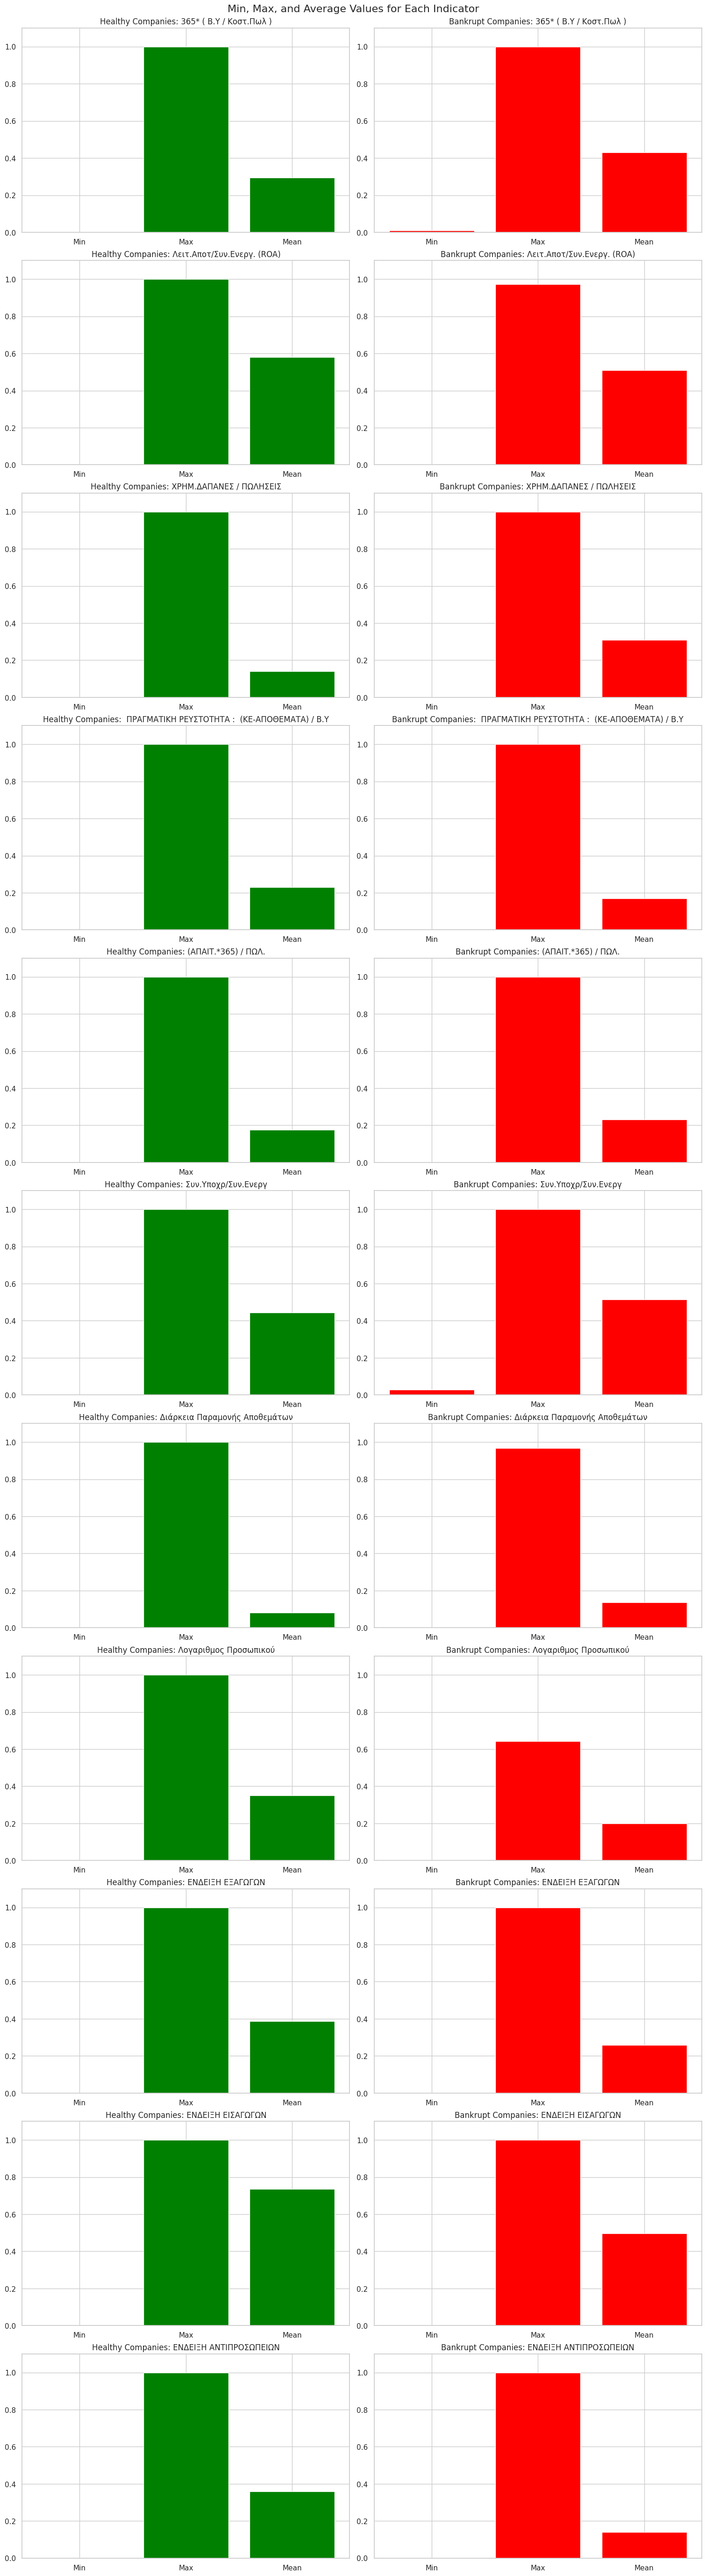 Min, Max, and Average Values for Each Indicator
Healthy Companies: 365* ( Β.Υ / Κοστ.Πωλ )
Bankrupt Companies: 365* ( Β.Υ / Κοστ.Πωλ )
1.0
0.8
0.6
0.4
0.2
0.0
Min Max Mean
1.0
0.8
0.6
0.4
0.2
0.0
Min Max Mean
Healthy Companies: Λειτ.Αποτ/Συν.Ενεργ. (ROA)
Bankrupt Companies: Λειτ.Αποτ/Συν.Ενεργ. (ROA)
1.0
0.8
0.6
0.4
0.2
0.0
Min Max Mean
1.0
0.8
0.6
0.4
0.2
0.0
Min Max Mean
Healthy Companies: ΧΡΗΜ.ΔΑΠΑΝΕΣ / ΠΩΛΗΣΕΙΣ
Bankrupt Companies: ΧΡΗΜ.ΔΑΠΑΝΕΣ / ΠΩΛΗΣΕΙΣ
1.0
0.8
0.6
0.4
0.2
0.0
Min Max Mean
1.0
0.8
0.6
0.4
0.2
0.0
Min Max Mean
Healthy Companies:  ΠΡΑΓΜΑΤΙΚΗ ΡΕΥΣΤΟΤΗΤΑ :  (ΚΕ-ΑΠΟΘΕΜΑΤΑ) / Β.Υ
Bankrupt Companies:  ΠΡΑΓΜΑΤΙΚΗ ΡΕΥΣΤΟΤΗΤΑ :  (ΚΕ-ΑΠΟΘΕΜΑΤΑ) / Β.Υ
1.0
0.8
0.6
0.4
0.2
0.0
Min Max Mean
1.0
0.8
0.6
0.4
0.2
0.0
Min Max Mean
Healthy Companies: (ΑΠΑΙΤ.*365) / ΠΩΛ.
Bankrupt Companies: (ΑΠΑΙΤ.*365) / ΠΩΛ.
1.0
0.8
0.6
0.4
0.2
0.0
Min Max Mean
1.0
0.8
0.6
0.4
0.2
0.0
Min Max Mean
Healthy Companies: Συν.Υποχρ/Συν.Ενεργ
Bankrupt Companies: Συν.Υποχρ/Συν.Ενεργ
1.0
0.8
0.6
0.4
0.2
0.0
Min Max Mean
1.0
0.8
0.6
0.4
0.2
0.0
Min Max Mean
Healthy Companies: Διάρκεια Παραμονής Αποθεμάτων
Bankrupt Companies: Διάρκεια Παραμονής Αποθεμάτων
1.0
0.8
0.6
0.4
0.2
0.0
Min Max Mean
1.0
0.8
0.6
0.4
0.2
0.0
Min Max Mean
Healthy Companies: Λογαριθμος Προσωπικού
Bankrupt Companies: Λογαριθμος Προσωπικού
1.0
0.8
0.6
0.4
0.2
0.0
Min Max Mean
1.0
0.8
0.6
0.4
0.2
0.0
Min Max Mean
Healthy Companies: ΕΝΔΕΙΞΗ ΕΞΑΓΩΓΩΝ
Bankrupt Companies: ΕΝΔΕΙΞΗ ΕΞΑΓΩΓΩΝ
1.0
0.8
0.6
0.4
0.2
0.0
Min Max Mean
1.0
0.8
0.6
0.4
0.2
0.0
Min Max Mean
Healthy Companies: ΕΝΔΕΙΞΗ ΕΙΣΑΓΩΓΩΝ
Bankrupt Companies: ΕΝΔΕΙΞΗ ΕΙΣΑΓΩΓΩΝ
1.0
0.8
0.6
0.4
0.2
0.0
Min Max Mean
1.0
0.8
0.6
0.4
0.2
0.0
Min Max Mean
Healthy Companies: ΕΝΔΕΙΞΗ ΑΝΤΙΠΡΟΣΩΠΕΙΩΝ
Bankrupt Companies: ΕΝΔΕΙΞΗ ΑΝΤΙΠΡΟΣΩΠΕΙΩΝ
1.0
0.8
0.6
0.4
0.2
0.0
Min Max Mean
1.0
0.8
0.6
0.4
0.2
0.0
Min Max Mean